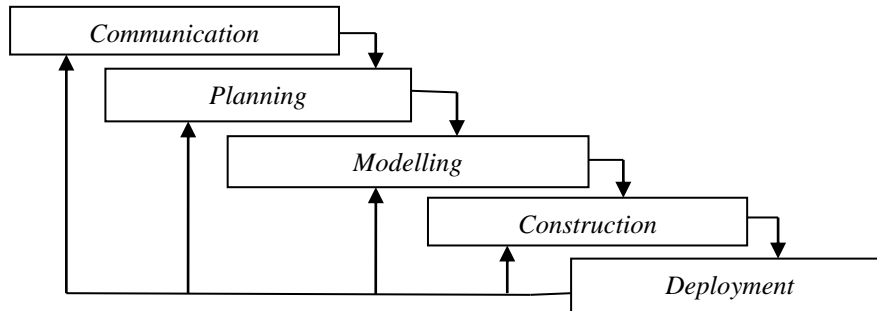 Communication
Planning
Modelling
Construction
Deployment